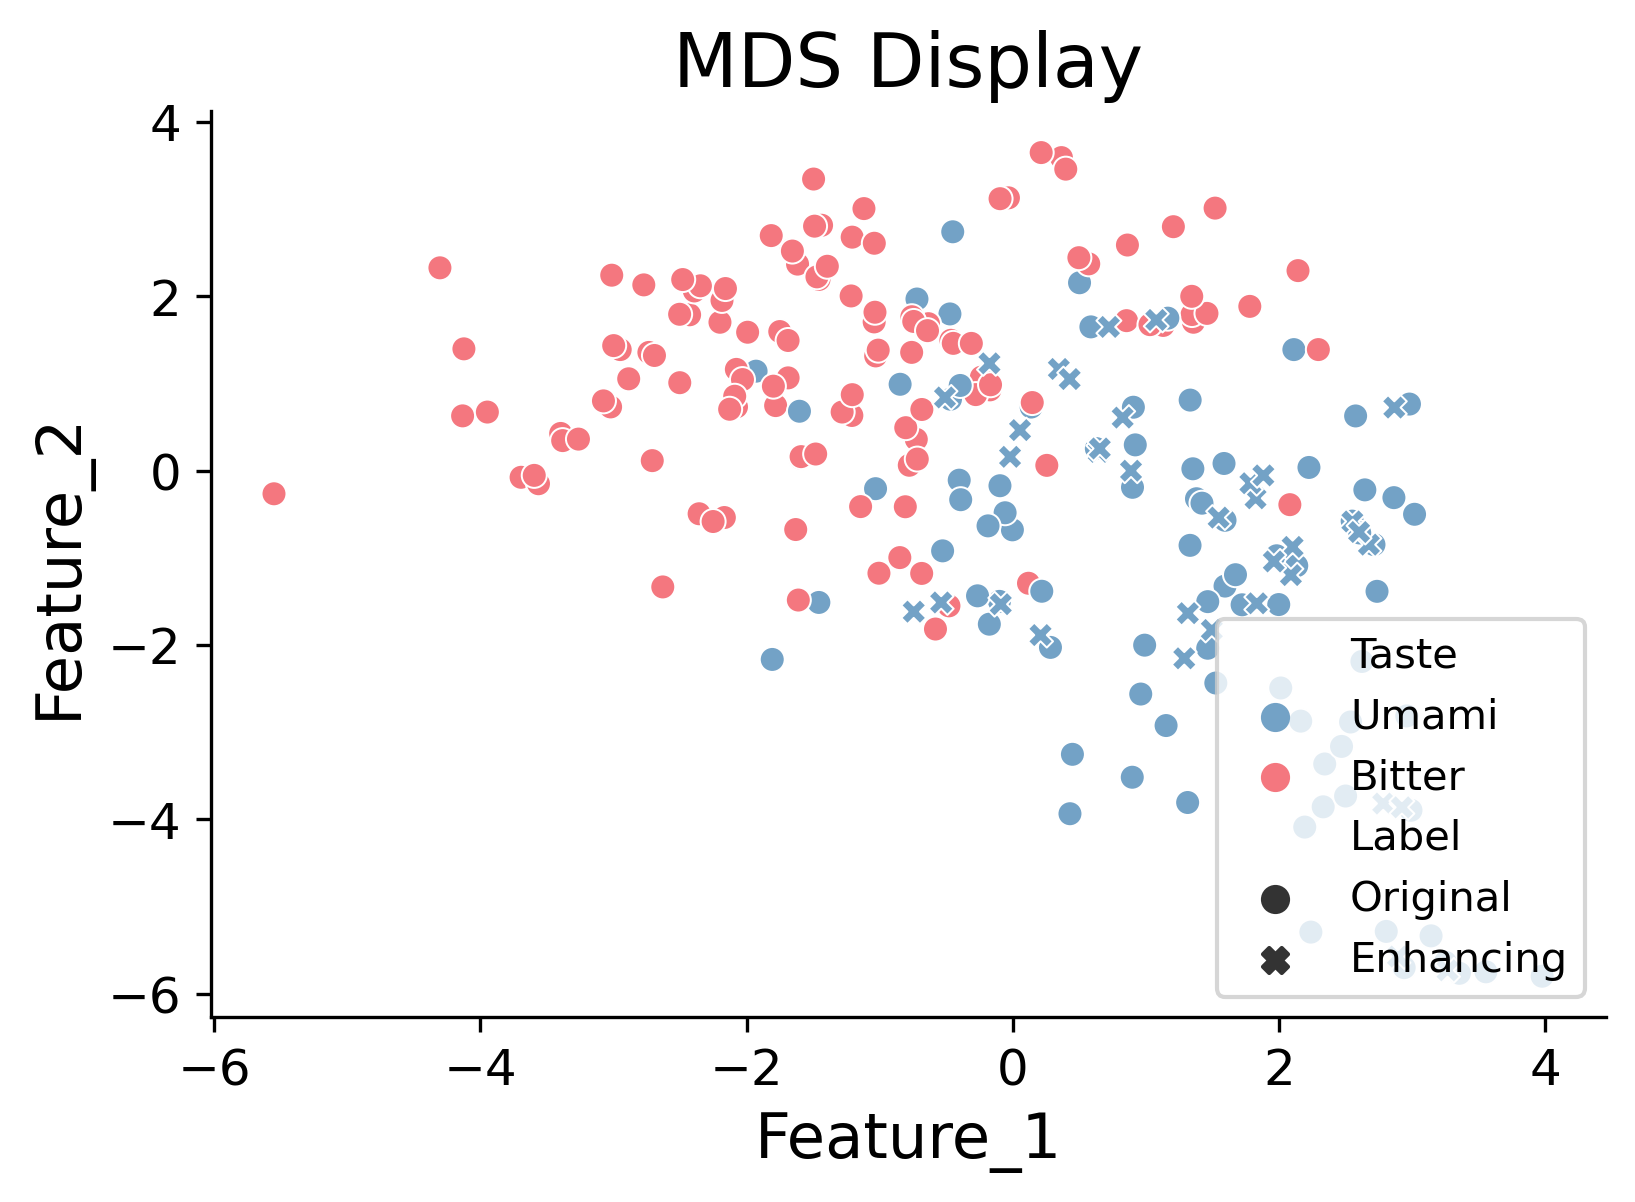 MDS Display
4
2
0
−2
−4
−6
Feature_2
−6
−4
−2
0
2
4
Feature_1
Taste
Umami
Bitter
Label
Original
Enhancing